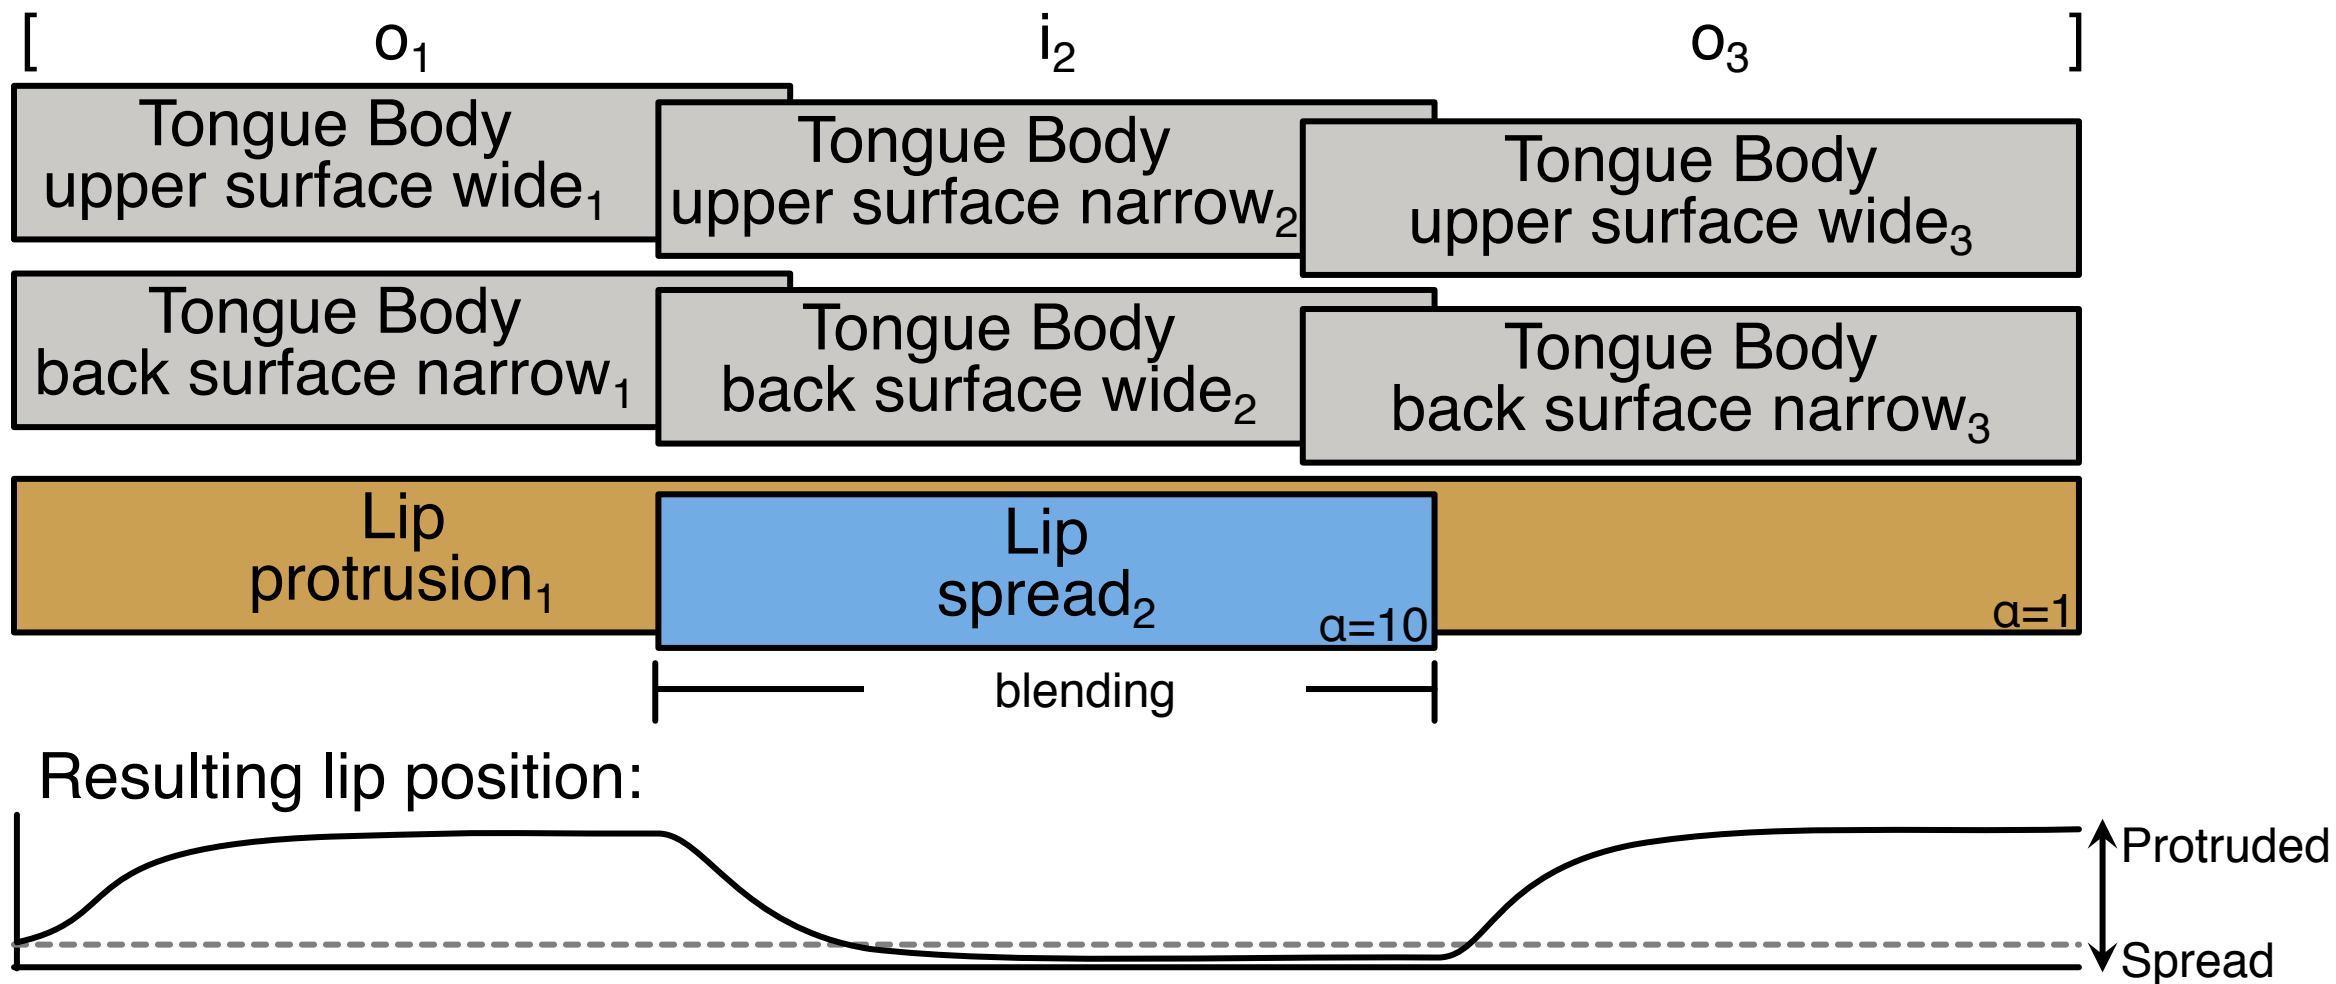 [ o₁ i₂ o₃ ]
Tongue Body
upper surface wide₁
Tongue Body
upper surface narrow₂
Tongue Body
upper surface wide₃
Tongue Body
back surface narrow₁
Tongue Body
back surface wide₂
Tongue Body
back surface narrow₃
Lip
protrusion₁
Lip
spread₂
α=10
α=1
blending
Resulting lip position:
Protruded
Spread